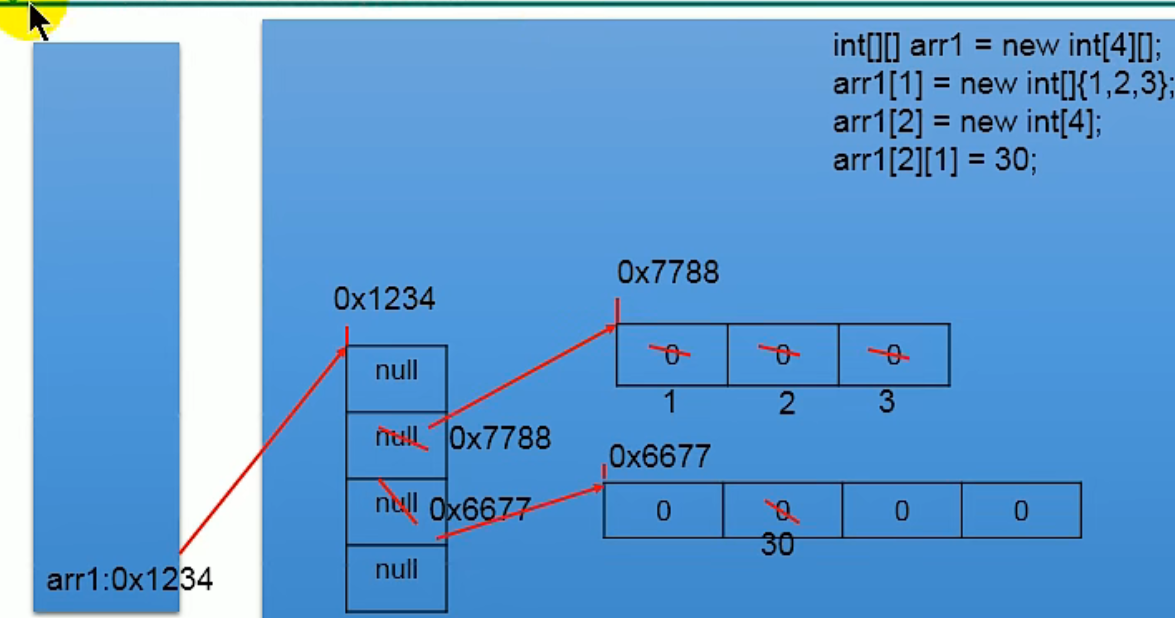 int[][] arr1 = new int[4][];
arr1[1] = new int[]{1,2,3};
arr1[2] = new int[4];
arr1[2][1] = 30;
0x7788
0x1234
0 0 0
null
1 2 3
null 0x7788
0x6677
null 0x6677
0 0 0 0
30
null
arr1:0x1234